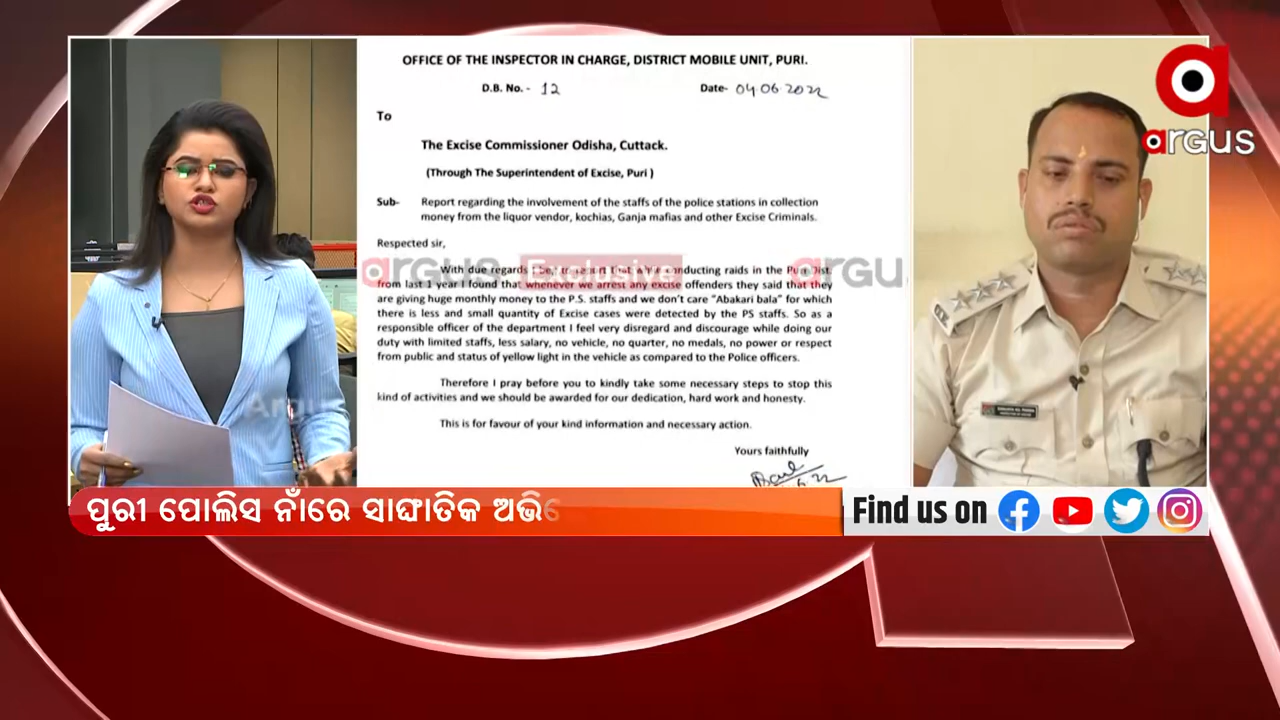 OFFICE OF THE INSPECTOR IN CHARGE, DISTRICT MOBILE UNIT, PURI.
D.B. No. - 12 Date- 04.06.2022
To
The Excise Commissioner Odisha, Cuttack.
(Through The Superintendent of Excise, Puri )
Sub- Report regarding the involvement of the staffs of the police stations in collection
money from the liquor vendor, kochias, Ganja mafias and other Excise Criminals.
Respected sir,
With due regards I beg to report that while conducting raids in the Puri Dist.
from last 1 year I found that whenever we arrest any excise offenders they said that they
are giving huge monthly money to the P.S. staffs and we don't care "Abakari bala" for which
there is less and small quantity of Excise cases were detected by the PS staffs. So as a
responsible officer of the department I feel very disregard and discourage while doing our
duty with limited staffs, less salary, no vehicle, no quarter, no medals, no power or respect
from public and status of yellow light in the vehicle as compared to the Police officers.
Therefore I pray before you to kindly take some necessary steps to stop this
kind of activities and we should be awarded for our dedication, hard work and honesty.
This is for favour of your kind information and necessary action.
Yours faithfully
argus Exclusive argus
argus
ପୁରୀ ପୋଲିସ ନାଁରେ ସାଙ୍ଘାତିକ ଅଭି
Find us on